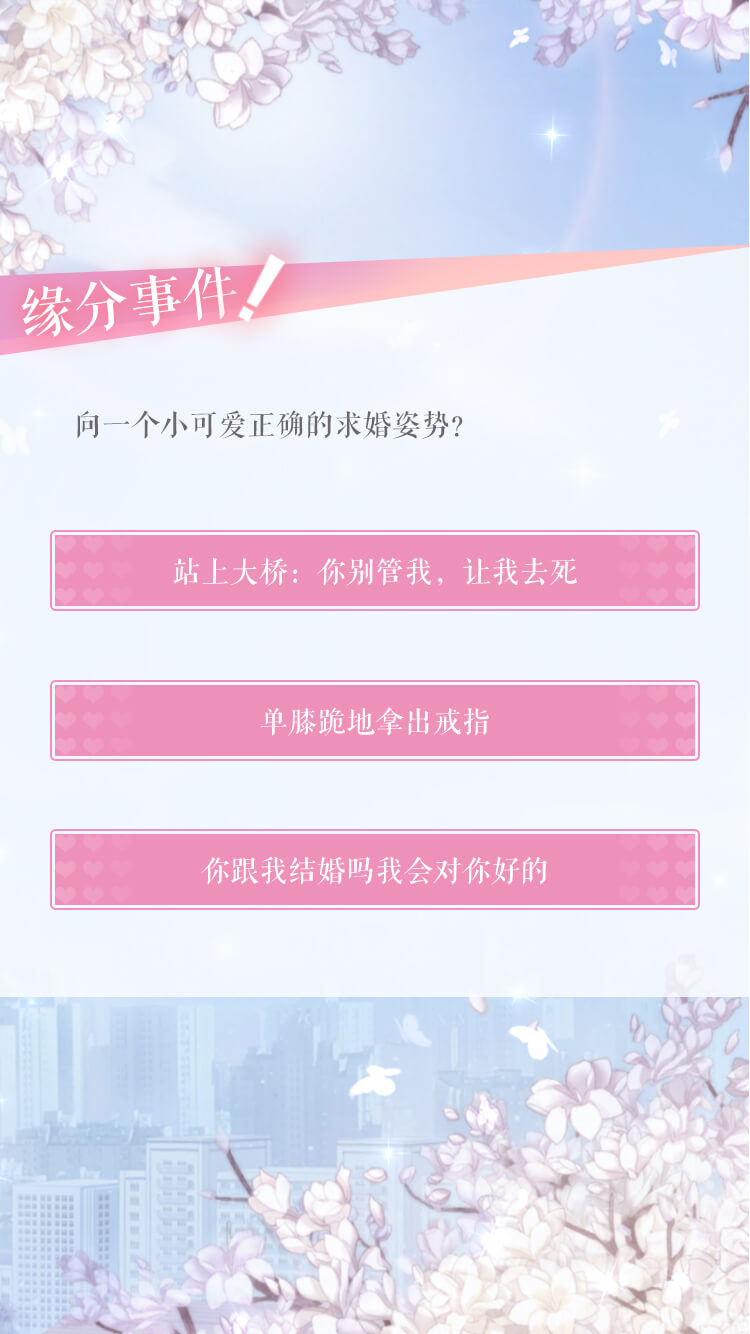 缘分事件！
向一个小可爱正确的求婚姿势？
站上大桥：你别管我，让我去死
单膝跪地拿出戒指
你跟我结婚吗我会对你好的